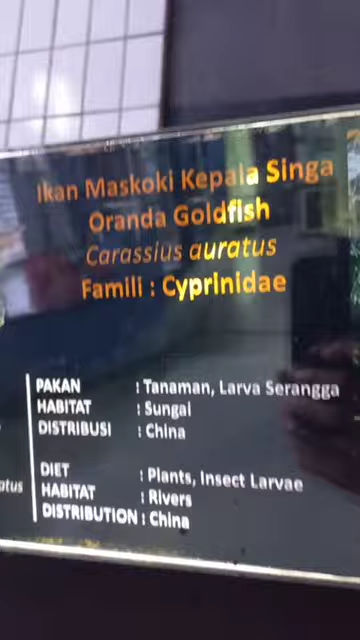 Ikan Maskoki Kepala Singa
Oranda Goldfish
Carassius auratus
Famili : Cyprinidae
PAKAN : Tanaman, Larva Serangga
HABITAT : Sungai
DISTRIBUSI : China
DIET : Plants, Insect Larvae
HABITAT : Rivers
DISTRIBUTION : China